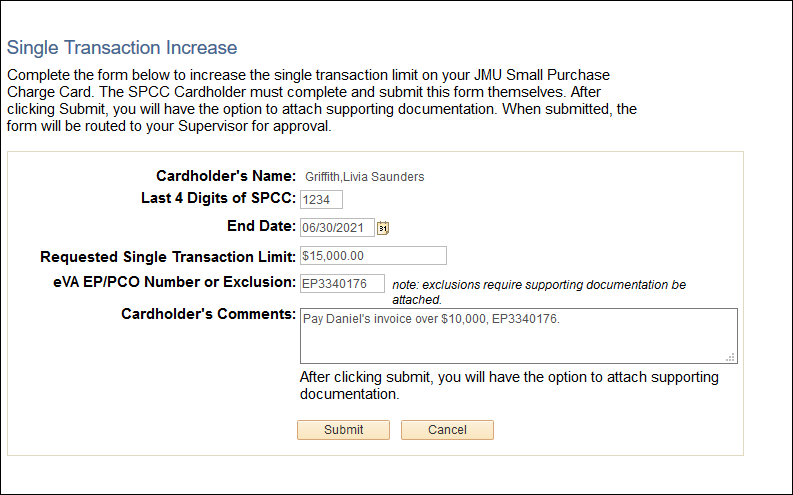 Single Transaction Increase
Complete the form below to increase the single transaction limit on your JMU Small Purchase
Charge Card. The SPCC Cardholder must complete and submit this form themselves. After
clicking Submit, you will have the option to attach supporting documentation. When submitted, the
form will be routed to your Supervisor for approval.
Cardholder's Name: Griffith,Livia Saunders
Last 4 Digits of SPCC: 1234
End Date: 06/30/2021 31
Requested Single Transaction Limit: $15,000.00
eVA EP/PCO Number or Exclusion: EP3340176 note: exclusions require supporting documentation be
attached.
Cardholder's Comments: Pay Daniel's invoice over $10,000, EP3340176.
After clicking submit, you will have the option to attach supporting
documentation.
Submit Cancel